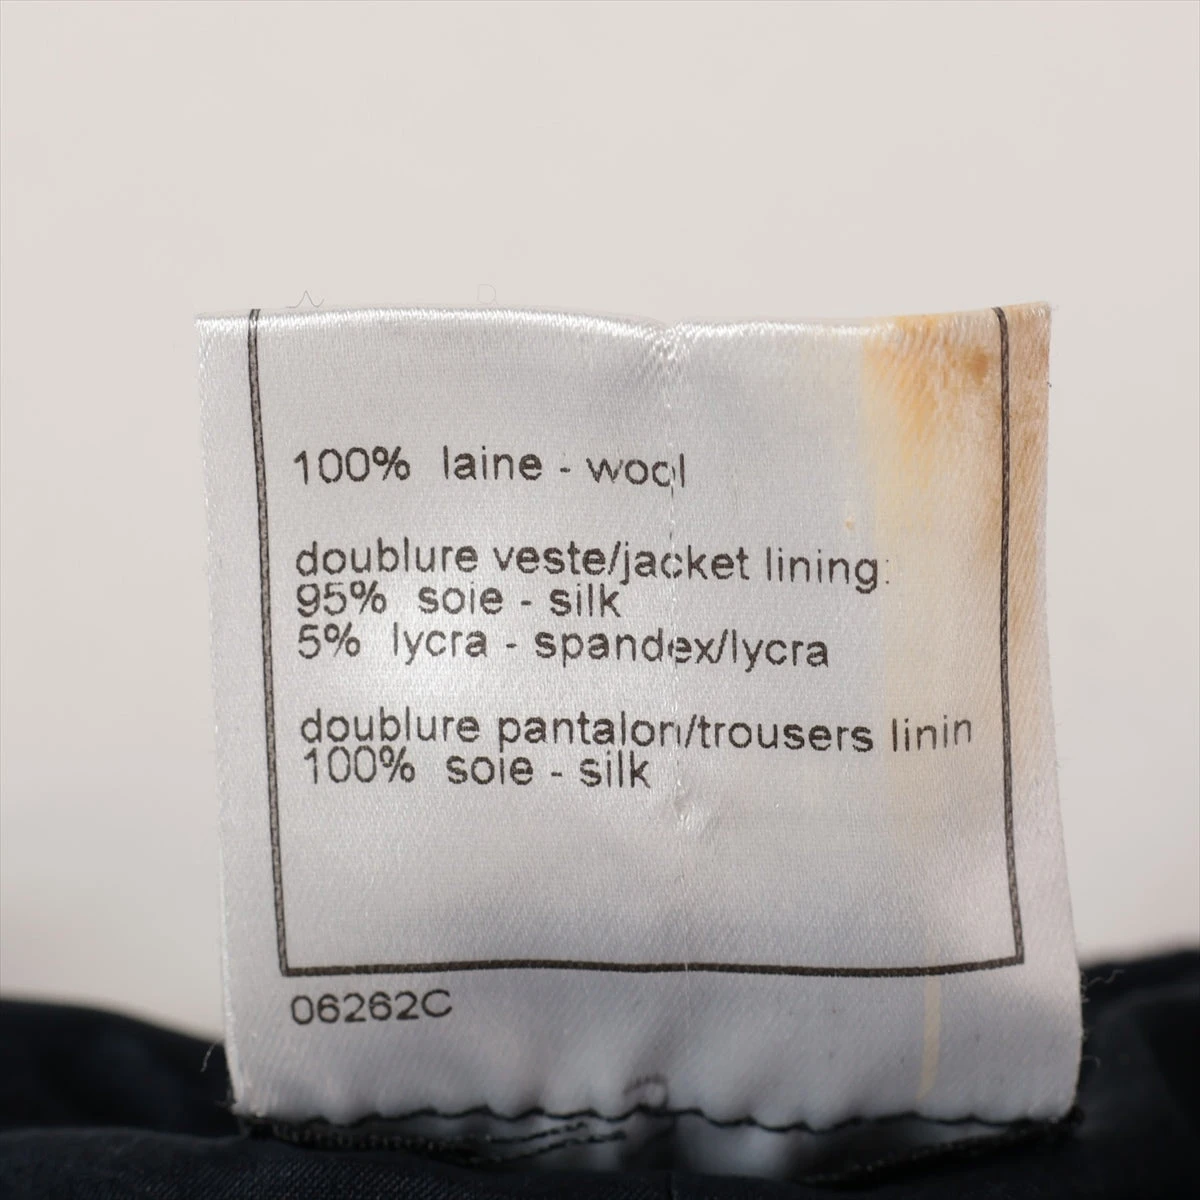 100% laine - wool
doublure veste/jacket lining:
95% soie - silk
5% lycra - spandex/lycra
doublure pantalon/trousers linin
100% soie - silk
06262C